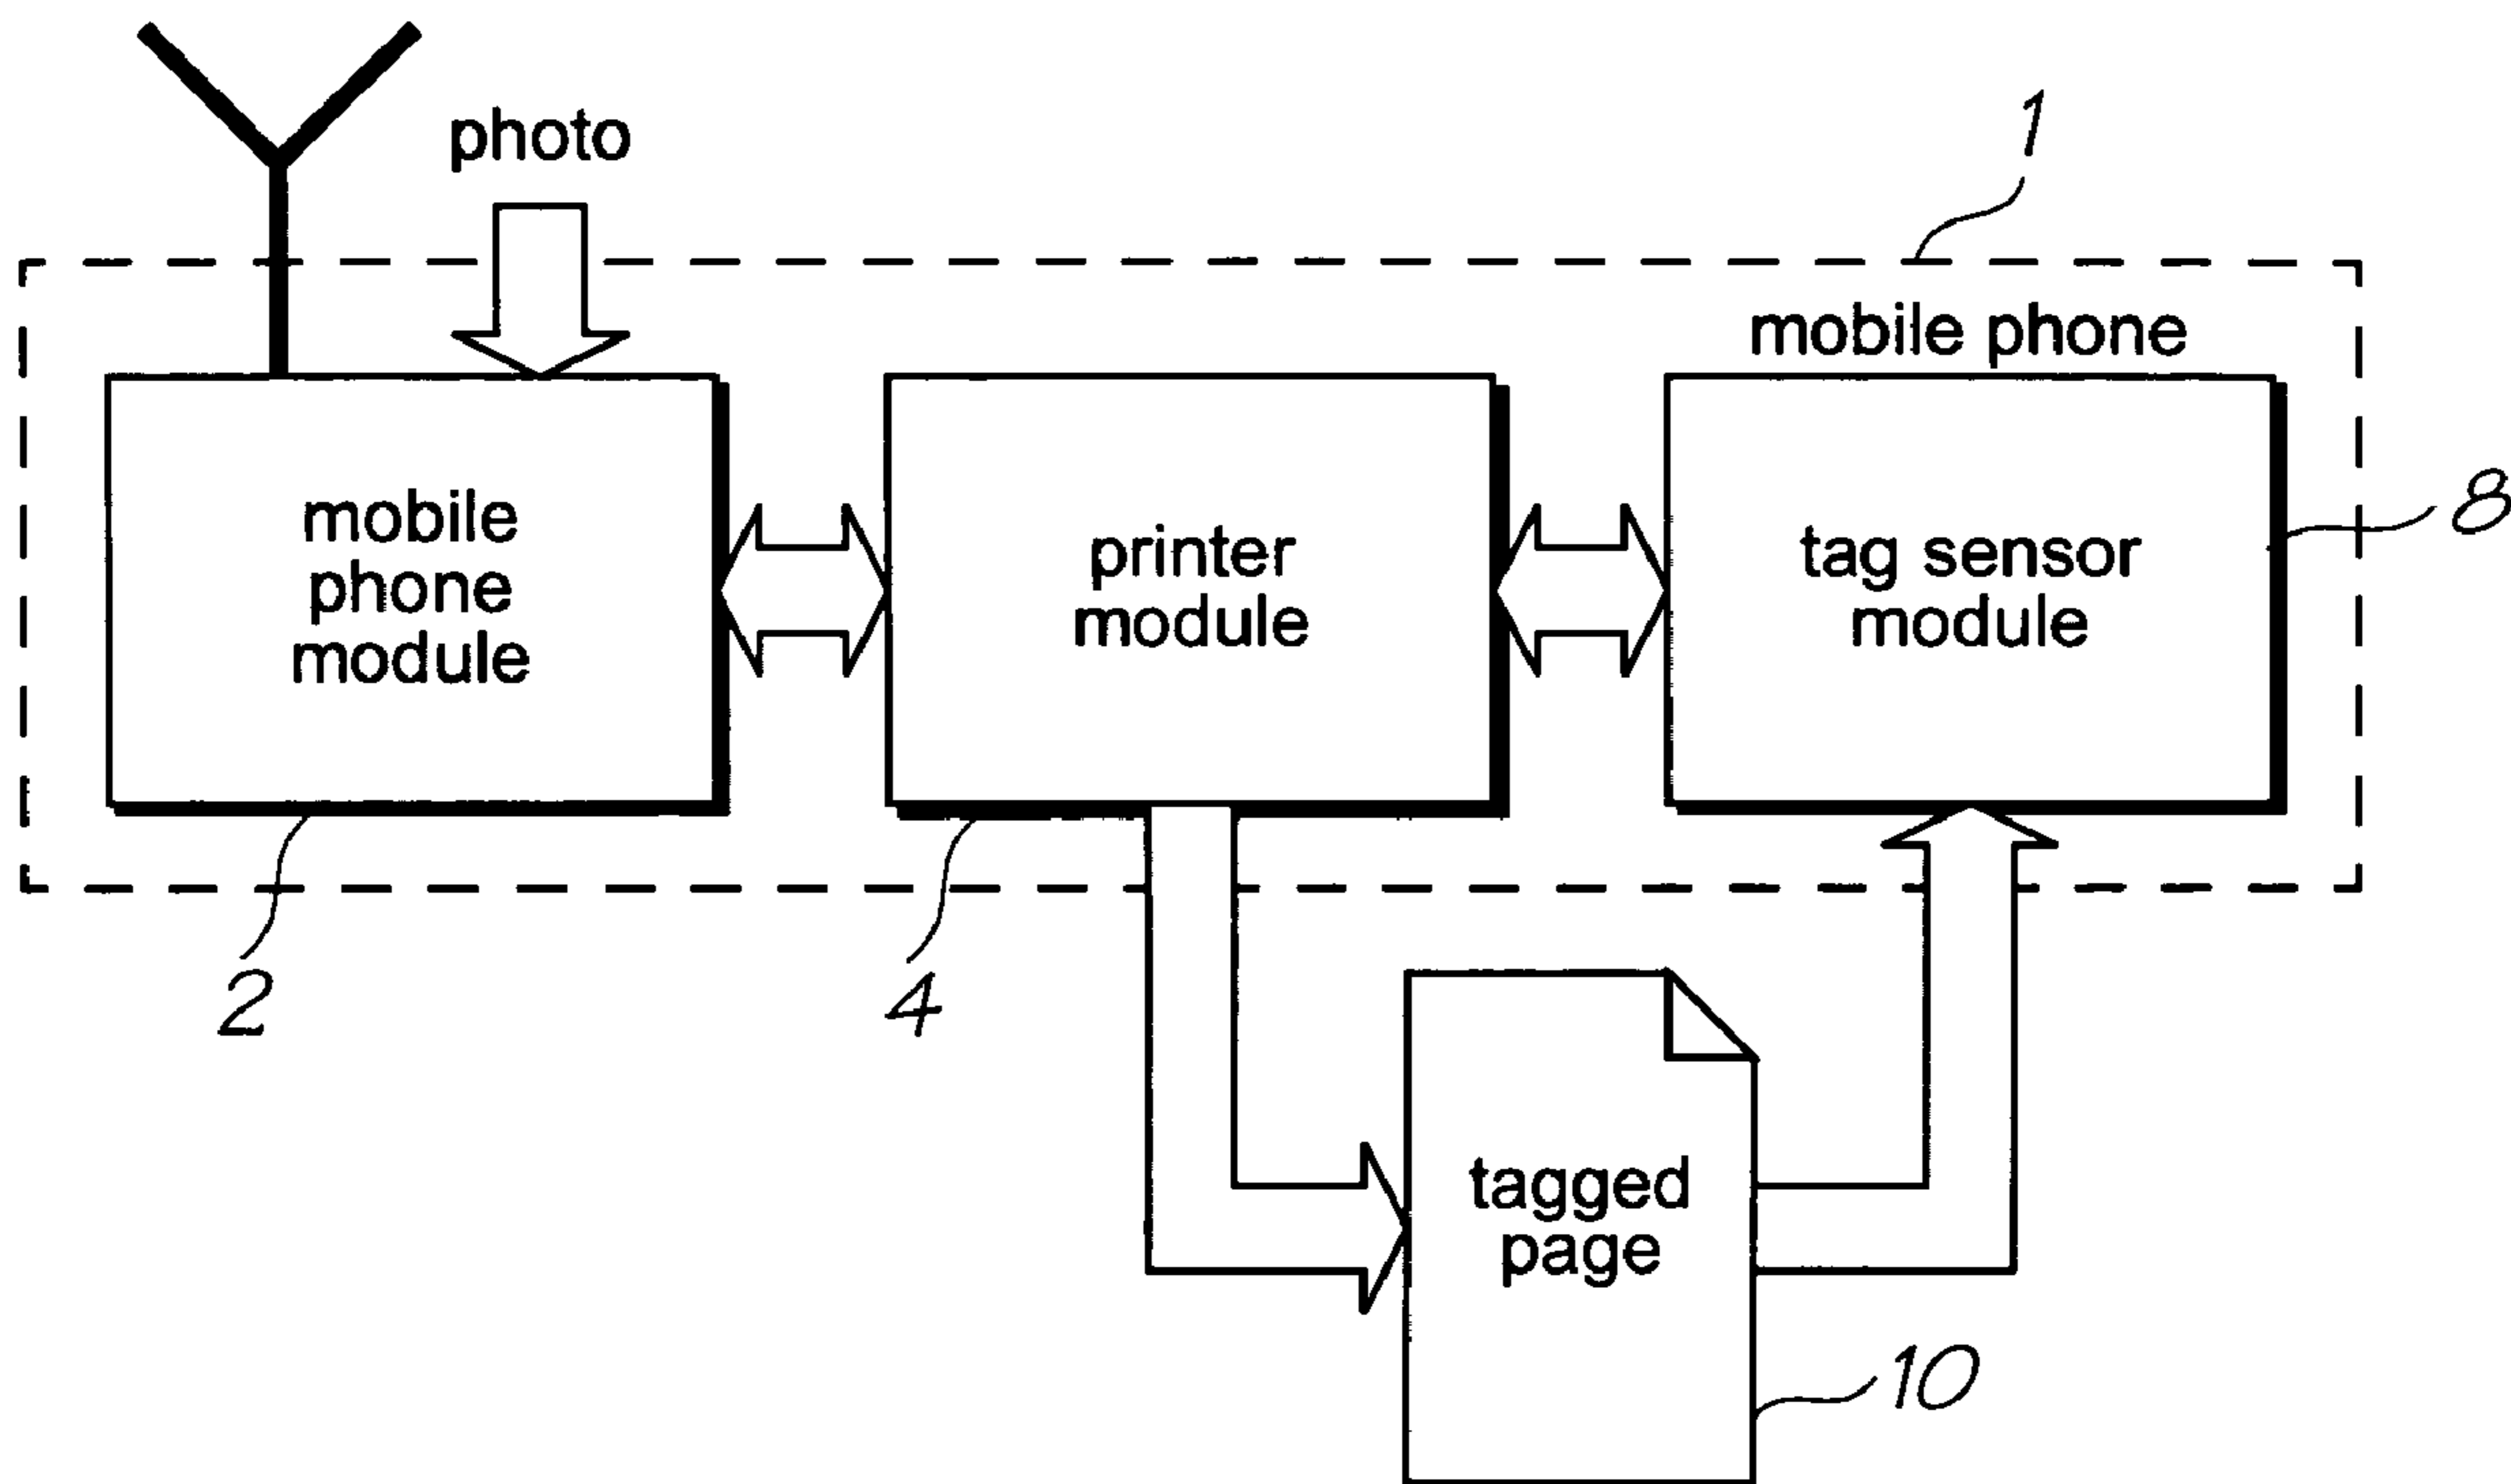 photo
1
mobile phone
mobile
phone
module
printer
module
tag sensor
module
8
2
4
tagged
page
10